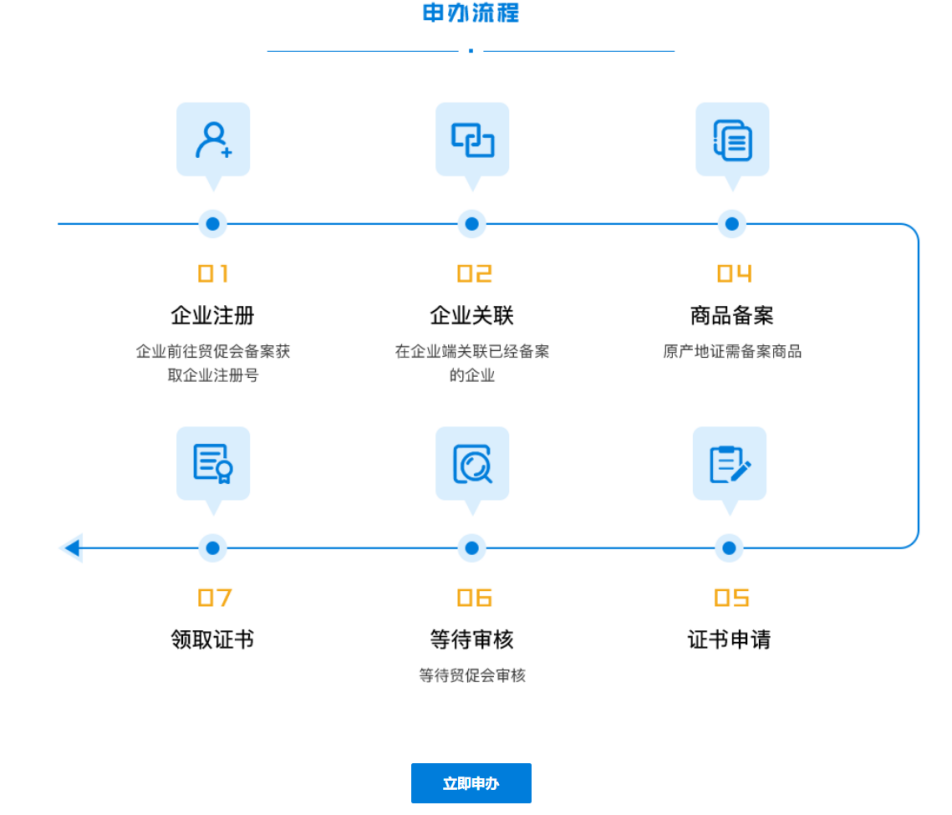 申办流程
01
企业注册
企业前往贸促会备案获
取企业注册号
02
企业关联
在企业端关联已经备案
的企业
04
商品备案
原产地证需备案商品
05
证书申请
06
等待审核
等待贸促会审核
07
领取证书
立即申办